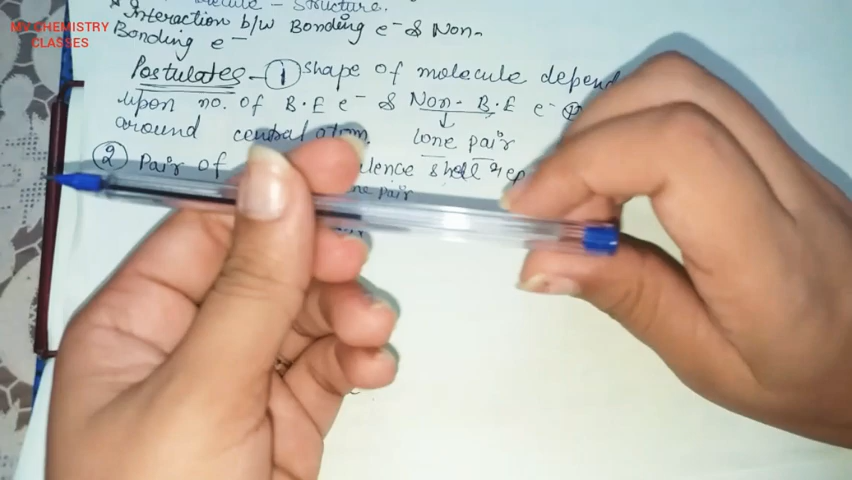 MY CHEMISTRY
CLASSES
Structure.
* Interaction b/w Bonding e⁻ & Non-
Bonding e⁻
Postulates - ① Shape of molecule depend
upon no. of B.E e⁻ & Non-B.E e⁻
around central atom. lone pair
② Pair of shell rep
pair